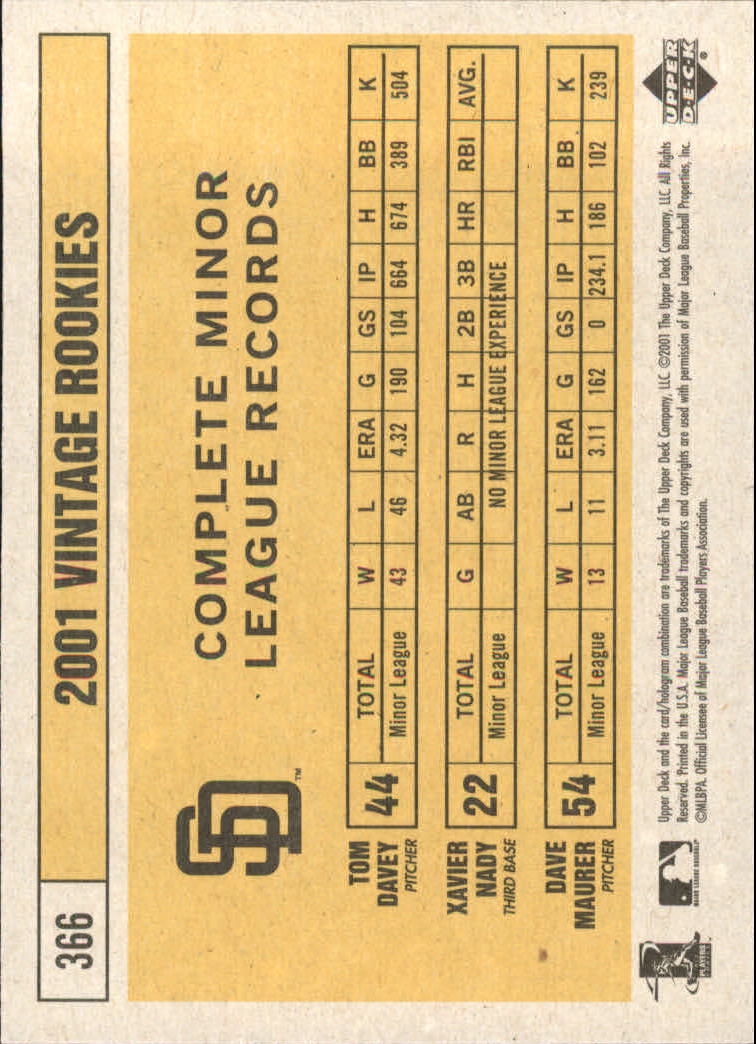 366
2001 VINTAGE ROOKIES
SD™
COMPLETE MINOR
LEAGUE RECORDS
TOM
DAVEY
PITCHER
44
TOTAL W L ERA G GS IP H BB K
Minor League 43 46 4.32 190 104 664 674 389 504
XAVIER
NADY
THIRD BASE
22
TOTAL G AB R H 2B 3B HR RBI AVG.
Minor League NO MINOR LEAGUE EXPERIENCE
DAVE
MAURER
PITCHER
54
TOTAL W L ERA G GS IP H BB K
Minor League 13 11 3.11 162 0 234.1 186 102 239
PLAYERS
MAJOR LEAGUE BASEBALL
Upper Deck and the card/hologram combination are trademarks of The Upper Deck Company, LLC ©2001 The Upper Deck Company, LLC All Rights
Reserved. Printed in the U.S.A. Major League Baseball trademarks and copyrights are used with permission of Major League Baseball Properties, Inc.
©MLBPA. Official Licensee of Major League Baseball Players Association.
UPPER
DECK®